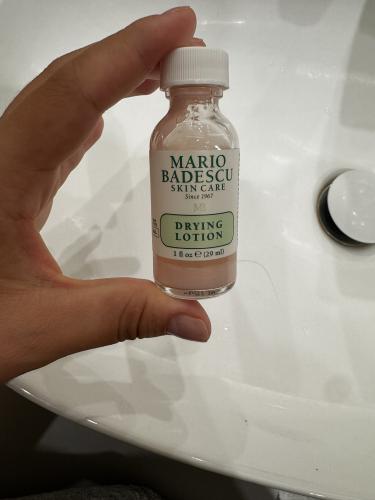 MARIO
BADESCU
SKIN CARE
Since 1967
DRYING
LOTION
1 fl oz ℮ (29 ml)